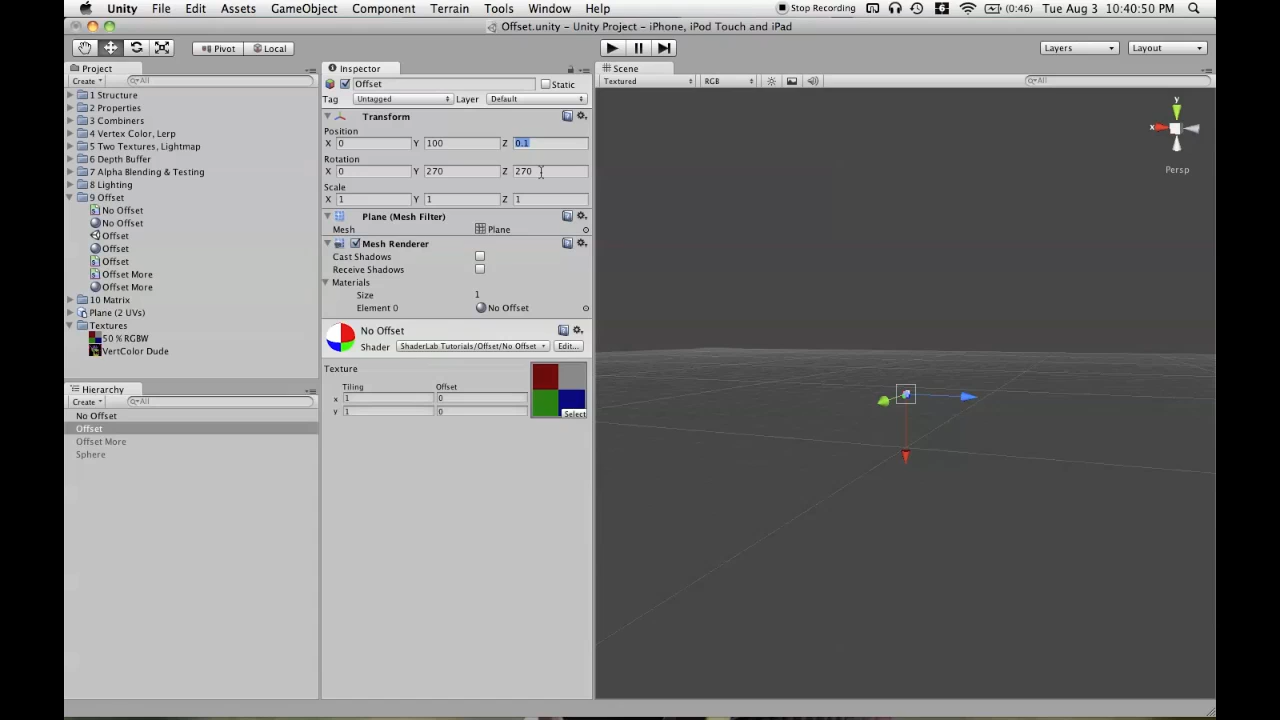 Unity File Edit Assets GameObject Component Terrain Tools Window Help Stop Recording 6 (0:46) Tue Aug 3 10:40:50 PM
Offset.unity – Unity Project – iPhone, iPod Touch and iPad
Pivot Local Layers Layout
Project
Create All
1 Structure
2 Properties
3 Combiners
4 Vertex Color, Lerp
5 Two Textures, Lightmap
6 Depth Buffer
7 Alpha Blending & Testing
8 Lighting
9 Offset
No Offset
No Offset
Offset
Offset
Offset
Offset More
Offset More
10 Matrix
Plane (2 UVs)
Textures
50 % RGBW
VertColor Dude
Hierarchy
Create All
No Offset
Offset
Offset More
Sphere
Inspector
Offset Static
Tag Untagged Layer Default
Transform
Position
X 0 Y 100 Z 0.1
Rotation
X 0 Y 270 Z 270
Scale
X 1 Y 1 Z 1
Plane (Mesh Filter)
Mesh Plane
Mesh Renderer
Cast Shadows
Receive Shadows
Materials
Size 1
Element 0 No Offset
No Offset
Shader ShaderLab Tutorials/Offset/No Offset Edit...
Texture
Tiling Offset
x 1 0
y 1 0
Select
Scene
Textured RGB All
y
x
Persp